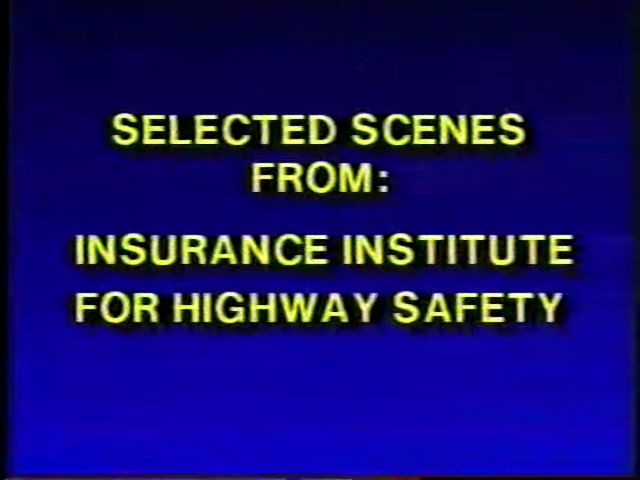 SELECTED SCENES
FROM:
INSURANCE INSTITUTE
FOR HIGHWAY SAFETY